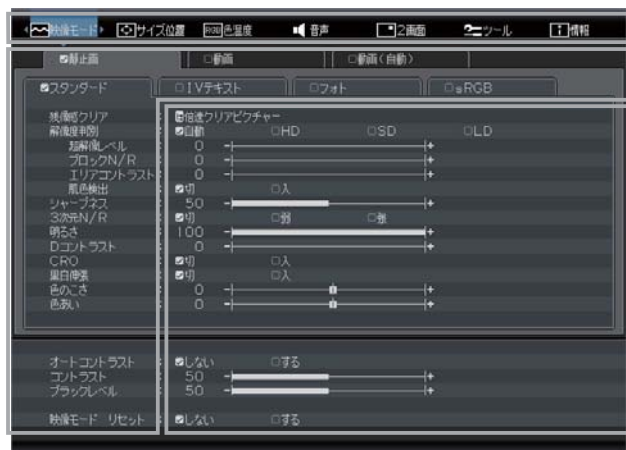 映像モード サイズ位置 RGB 色温度 音声 2画面 ツール 情報
静止画 動画 動画(自動)
スタンダード IVテキスト フォト sRGB
残像感クリア : 倍速クリアピクチャー
解像度判別 : 自動 HD SD LD
超解像レベル : 0 - +
ブロックN/R : 0 - +
エリアコントラスト : 0 - +
肌色検出 : 切 入
シャープネス : 50 - +
3次元N/R : 切 弱 強
明るさ : 100 - +
Dコントラスト : 0 - +
CRO : 切 入
黒白伸張 : 切 入
色のこさ : 0 - +
色あい : 0 - +
オートコントラスト : しない する
コントラスト : 50 - +
ブラックレベル : 50 - +
映像モード リセット : しない する